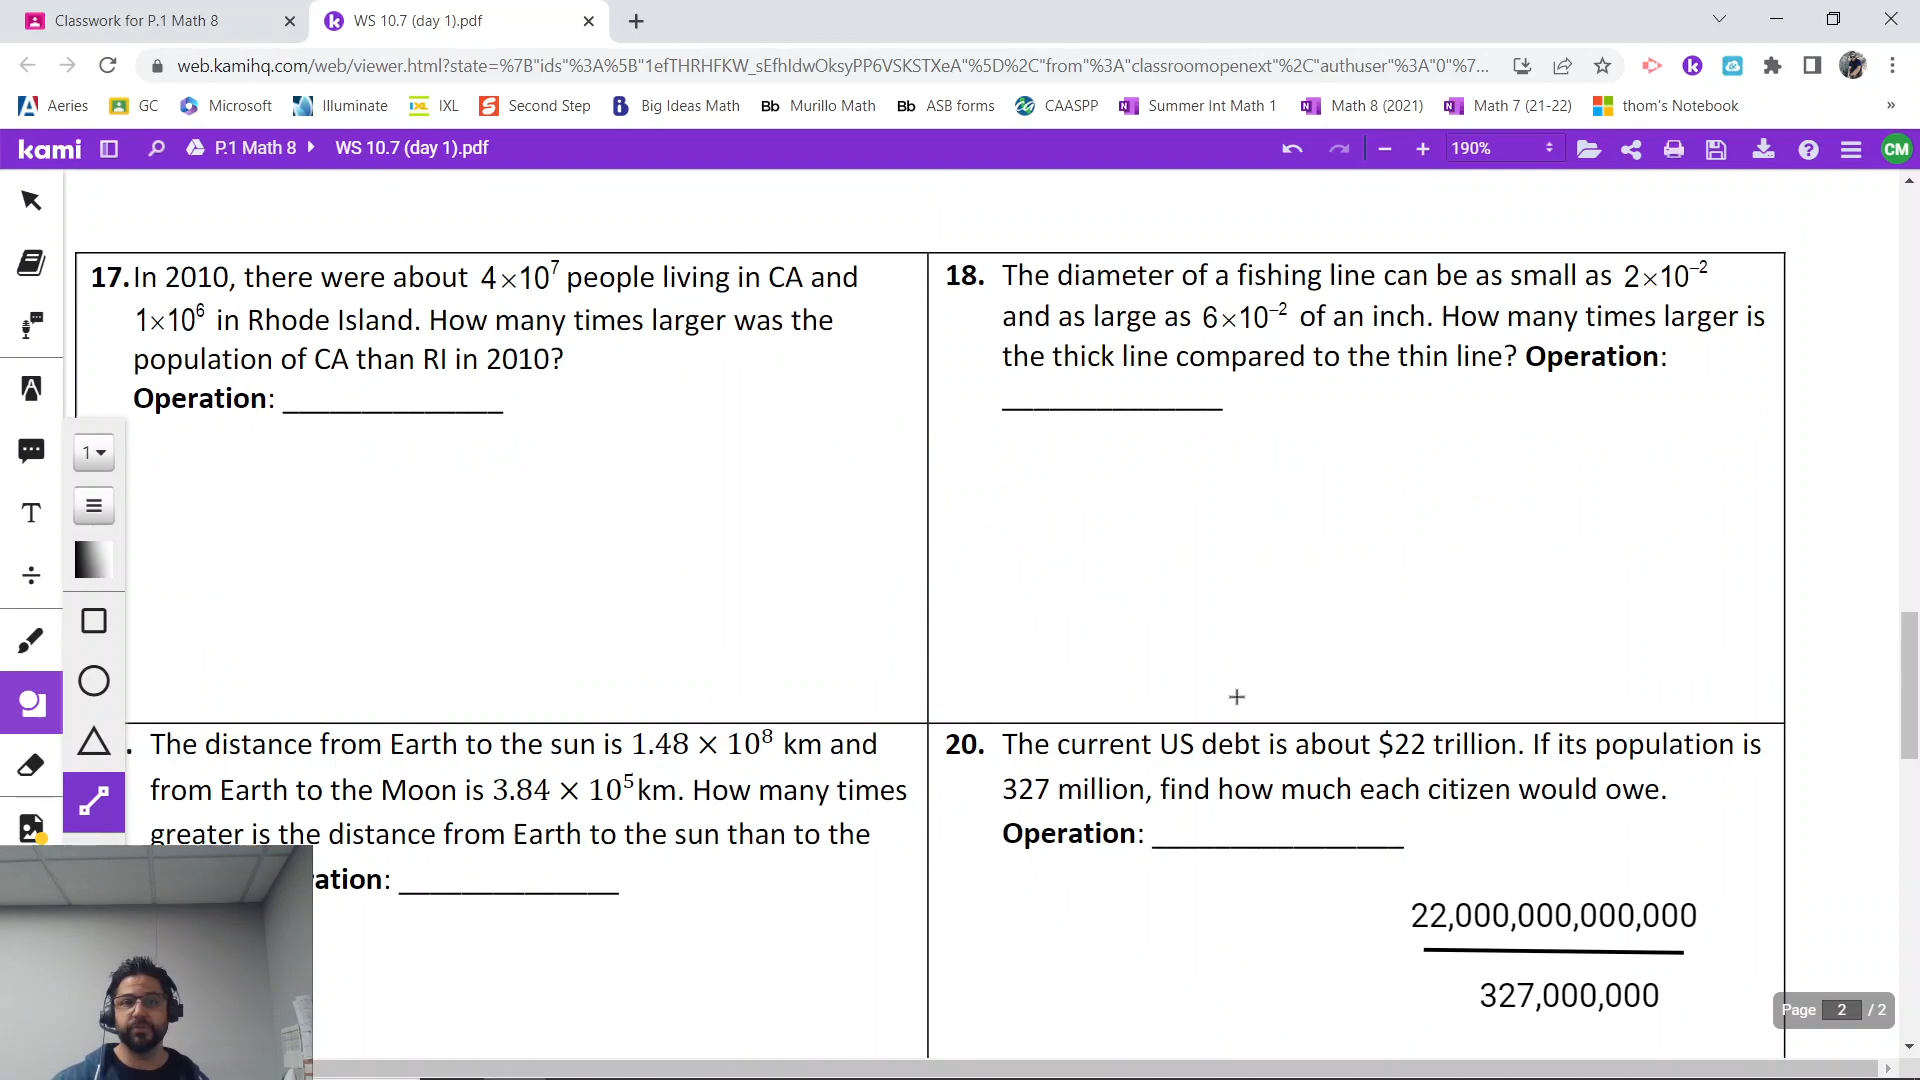 Classwork for P.1 Math 8
WS 10.7 (day 1).pdf
web.kamihq.com/web/viewer.html?state=%7B"ids"%3A%5B"1efTHRHFKW_sEfhIdwOksyPP6VSKSTXeA"%5D%2C"from"%3A"classroomopenext"%2C"authuser"%3A"0"%7...
Aeries GC Microsoft Illuminate IXL Second Step Big Ideas Math Bb Murillo Math Bb ASB forms CAASPP Summer Int Math 1 Math 8 (2021) Math 7 (21-22) thom's Notebook »
kami P.1 Math 8 WS 10.7 (day 1).pdf 190% CM
17. In 2010, there were about 4×10⁷ people living in CA and
1×10⁶ in Rhode Island. How many times larger was the
population of CA than RI in 2010?
Operation: ______________
18. The diameter of a fishing line can be as small as 2×10⁻²
and as large as 6×10⁻² of an inch. How many times larger is
the thick line compared to the thin line? Operation:
______________
1
T
. The distance from Earth to the sun is 1.48 × 10⁸ km and
from Earth to the Moon is 3.84 × 10⁵km. How many times
greater is the distance from Earth to the sun than to the
ation: ______________
20. The current US debt is about $22 trillion. If its population is
327 million, find how much each citizen would owe.
Operation: ________________
22,000,000,000,000
327,000,000
Page 2 / 2